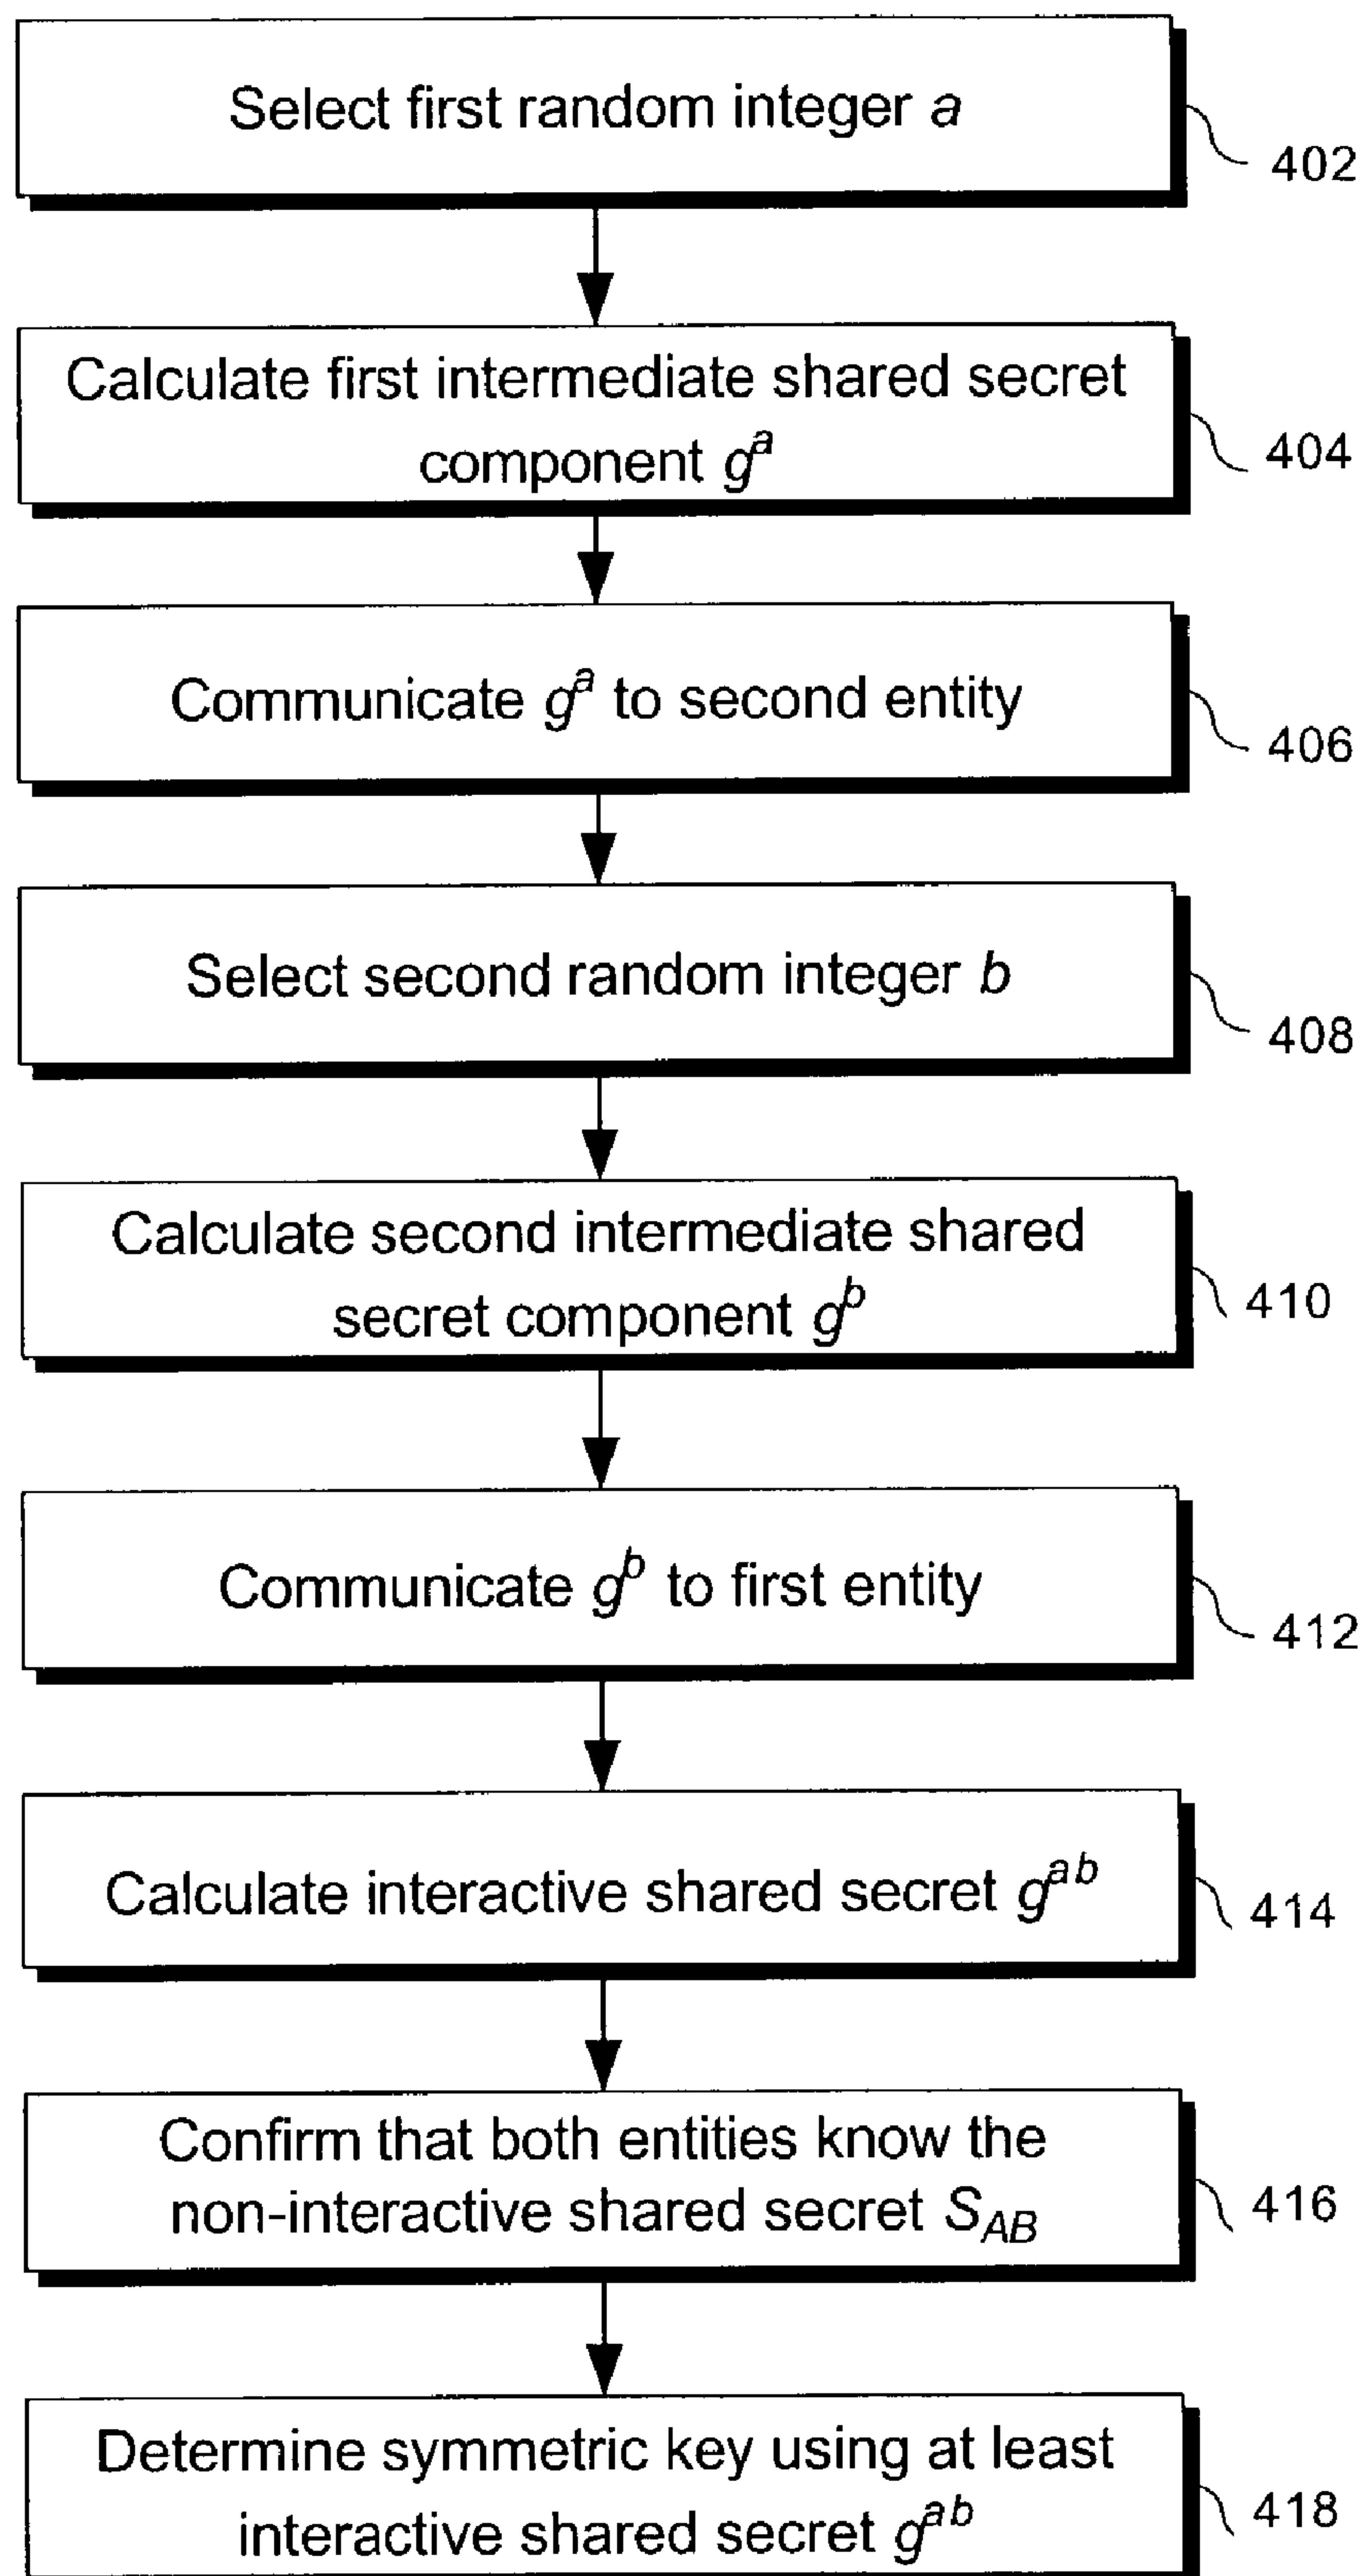 Select first random integer a
402
Calculate first intermediate shared secret
component g^a
404
Communicate g^a to second entity
406
Select second random integer b
408
Calculate second intermediate shared
secret component g^b
410
Communicate g^b to first entity
412
Calculate interactive shared secret g^ab
414
Confirm that both entities know the
non-interactive shared secret S_AB
416
Determine symmetric key using at least
interactive shared secret g^ab
418